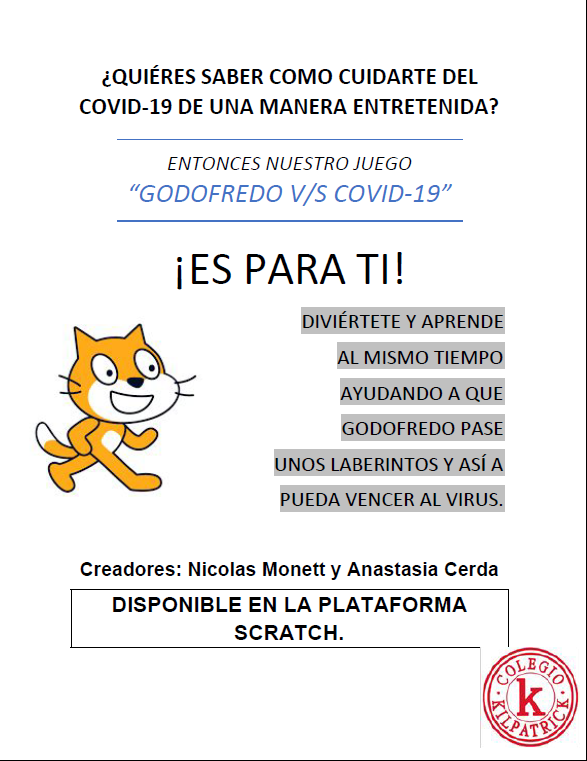 ¿QUIÉRES SABER COMO CUIDARTE DEL
COVID-19 DE UNA MANERA ENTRETENIDA?
ENTONCES NUESTRO JUEGO
“GODOFREDO V/S COVID-19”
¡ES PARA TI!
DIVIÉRTETE Y APRENDE
AL MISMO TIEMPO
AYUDANDO A QUE
GODOFREDO PASE
UNOS LABERINTOS Y ASÍ A
PUEDA VENCER AL VIRUS.
Creadores: Nicolas Monett y Anastasia Cerda
DISPONIBLE EN LA PLATAFORMA
SCRATCH.
COLEGIO
k
KILPATRICK